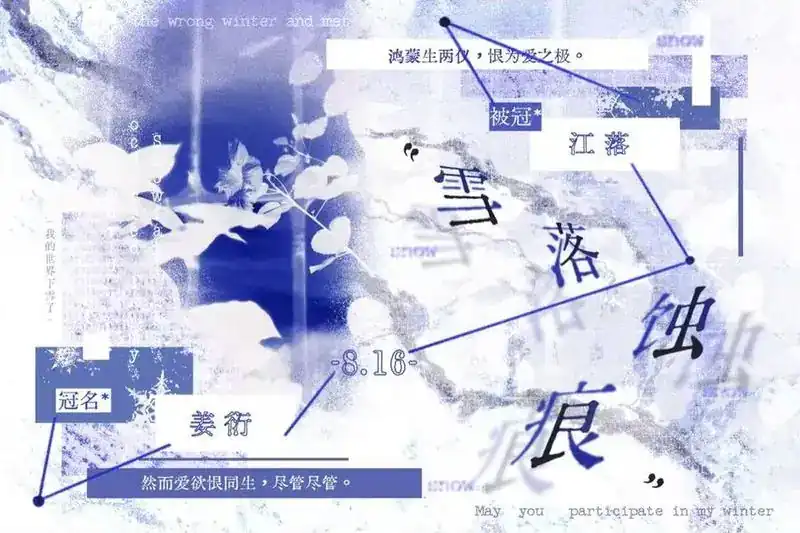 the wrong winter and met
snow
鸿蒙生两仪，恨为爱之极。
被冠*
江落
“雪落蚀痕”
snow
我的世界下雪了。
-8.16-
冠名*
姜衍
然而爱欲恨同生，尽管尽管。
snow
May you participate in my winter